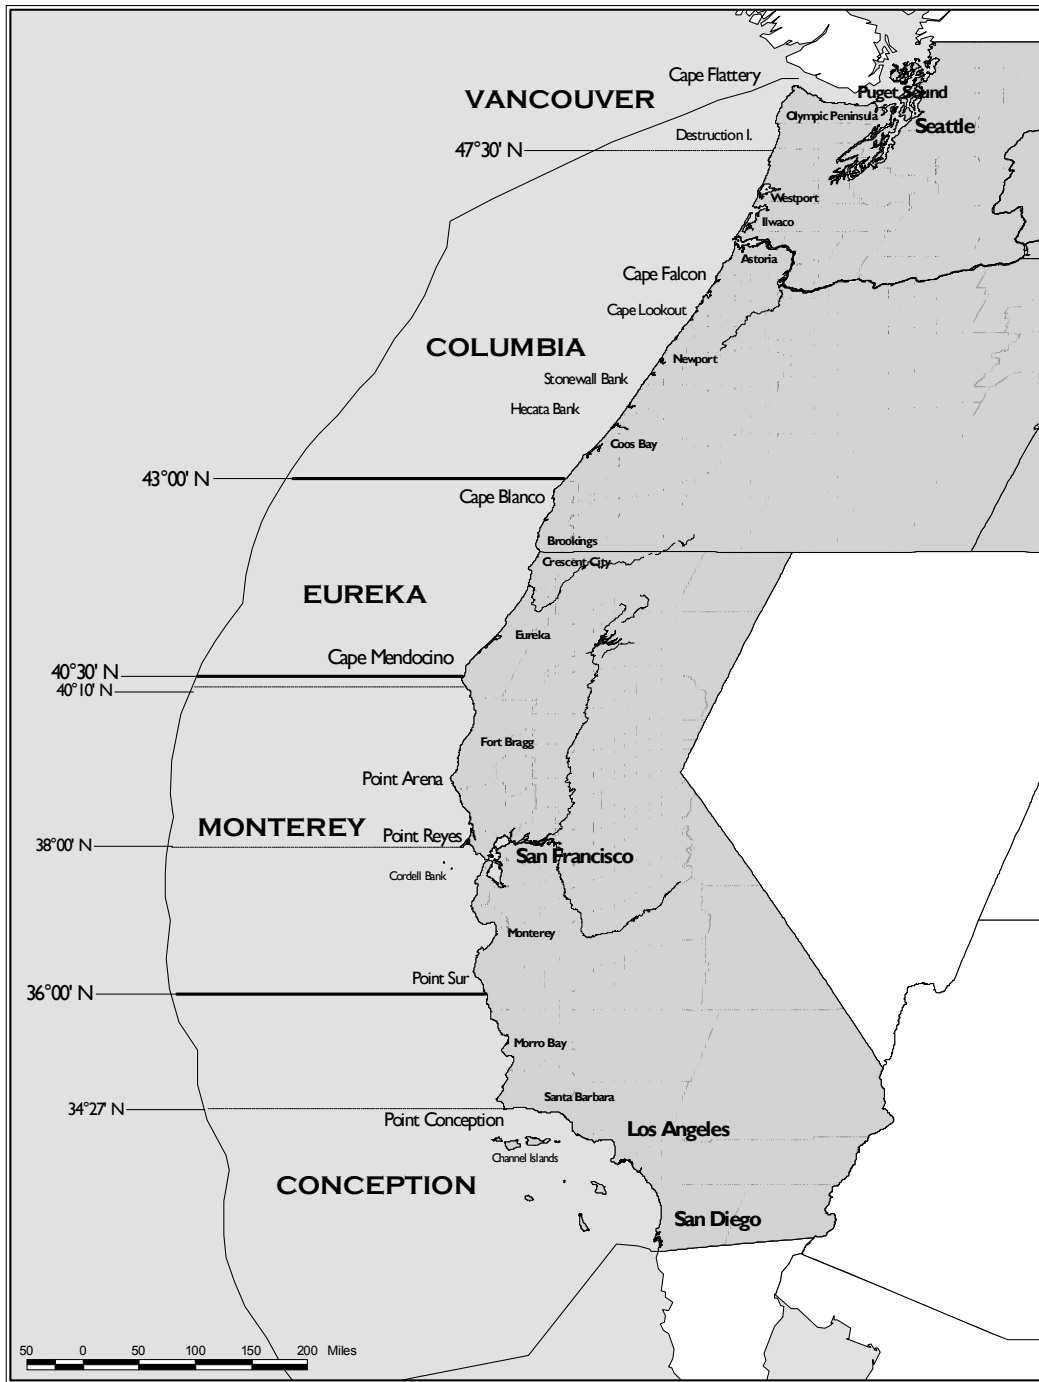 Cape Flattery
VANCOUVER
Puget Sound
Olympic Peninsula
Seattle
Destruction I.
47°30' N
Westport
Ilwaco
Astoria
Cape Falcon
Cape Lookout
COLUMBIA
Newport
Stonewall Bank
Hecata Bank
Coos Bay
43°00' N
Cape Blanco
Brookings
Crescent City
EUREKA
Eureka
Cape Mendocino
40°30' N
40°10' N
Fort Bragg
Point Arena
MONTEREY
Point Reyes
38°00' N
San Francisco
Cordell Bank
Monterey
Point Sur
36°00' N
Morro Bay
Santa Barbara
34°27' N
Point Conception
Los Angeles
Channel Islands
CONCEPTION
San Diego
50 0 50 100 150 200 Miles